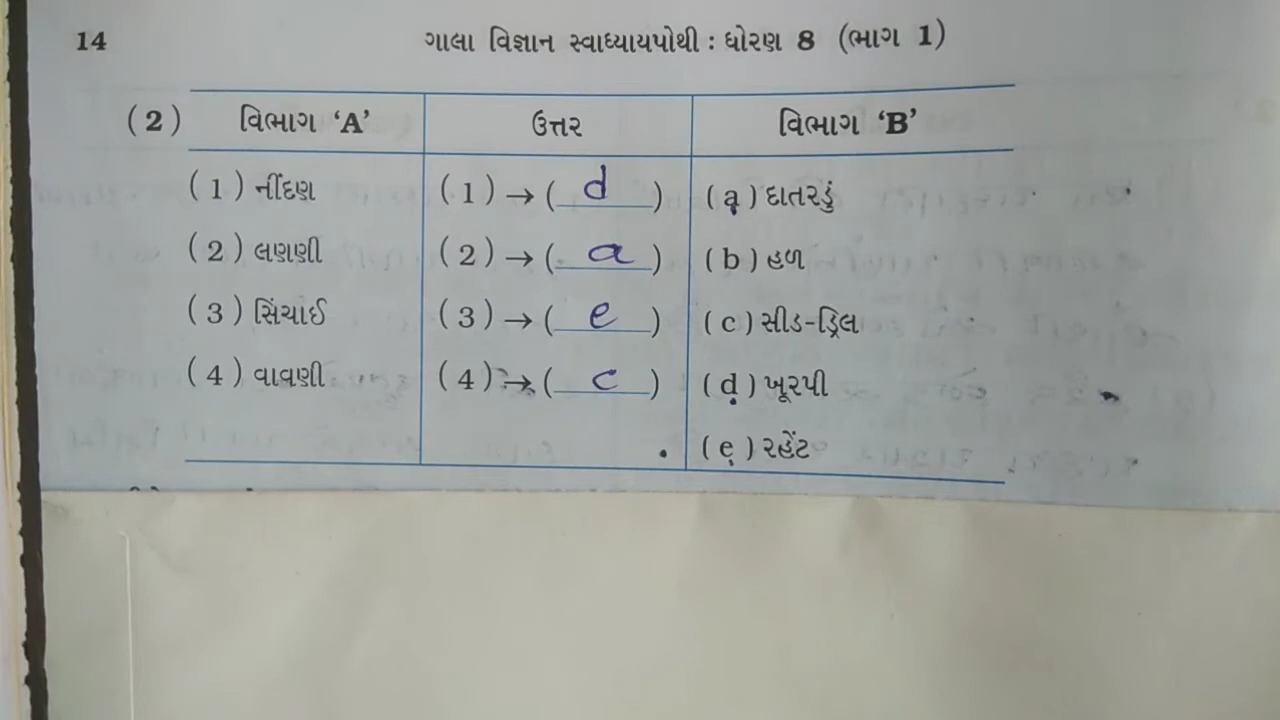 14 ગાલા વિજ્ઞાન સ્વાધ્યાયપોથી : ધોરણ 8 (ભાગ 1)
(2) વિભાગ ‘A’ ઉત્તર વિભાગ ‘B’
(1) નીંદણ (1) → ( d ) (a) દાતરડું
(2) લણણી (2) → ( a ) (b) હળ
(3) સિંચાઈ (3) → ( e ) (c) સીડ-ડ્રિલ
(4) વાવણી (4) → ( c ) (d) ખૂરપી
(e) રહેંટ